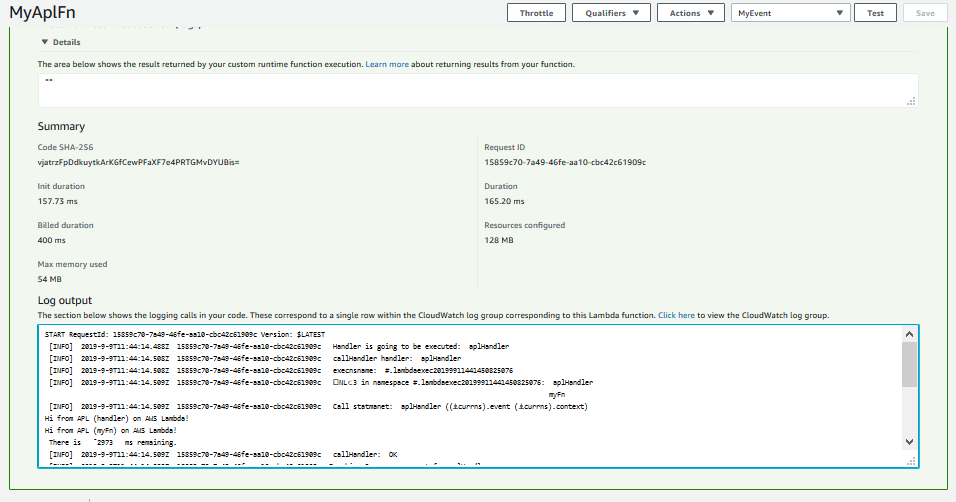 MyAplFn
Throttle
Qualifiers
Actions
MyEvent
Test
Save
Details
The area below shows the result returned by your custom runtime function execution. Learn more about returning results from your function.
""
Summary
Code SHA-256
vjatrzFpDdkuytkArK6fCewPFaXF7e4PRTGMvDYUBis=
Request ID
15859c70-7a49-46fe-aa10-cbc42c61909c
Init duration
157.73 ms
Duration
165.20 ms
Billed duration
400 ms
Resources configured
128 MB
Max memory used
54 MB
Log output
The section below shows the logging calls in your code. These correspond to a single row within the CloudWatch log group corresponding to this Lambda function. Click here to view the CloudWatch log group.
START RequestId: 15859c70-7a49-46fe-aa10-cbc42c61909c Version: $LATEST
[INFO] 2019-9-9T11:44:14.488Z 15859c70-7a49-46fe-aa10-cbc42c61909c Handler is going to be executed: aplHandler
[INFO] 2019-9-9T11:44:14.508Z 15859c70-7a49-46fe-aa10-cbc42c61909c callHandler handler: aplHandler
[INFO] 2019-9-9T11:44:14.508Z 15859c70-7a49-46fe-aa10-cbc42c61909c execnsname: #.lambdaexec20199911441450825076
[INFO] 2019-9-9T11:44:14.509Z 15859c70-7a49-46fe-aa10-cbc42c61909c ⎕NL⊂3 in namespace #.lambdaexec20199911441450825076: aplHandler
myFn
[INFO] 2019-9-9T11:44:14.509Z 15859c70-7a49-46fe-aa10-cbc42c61909c Call statmanet: aplHandler ((⍎currns).event (⍎currns).context)
Hi from APL (handler) on AWS Lambda!
Hi from APL (myFn) on AWS Lambda!
There is ¯2973 ms remaining.
[INFO] 2019-9-9T11:44:14.509Z 15859c70-7a49-46fe-aa10-cbc42c61909c callHandler: OK